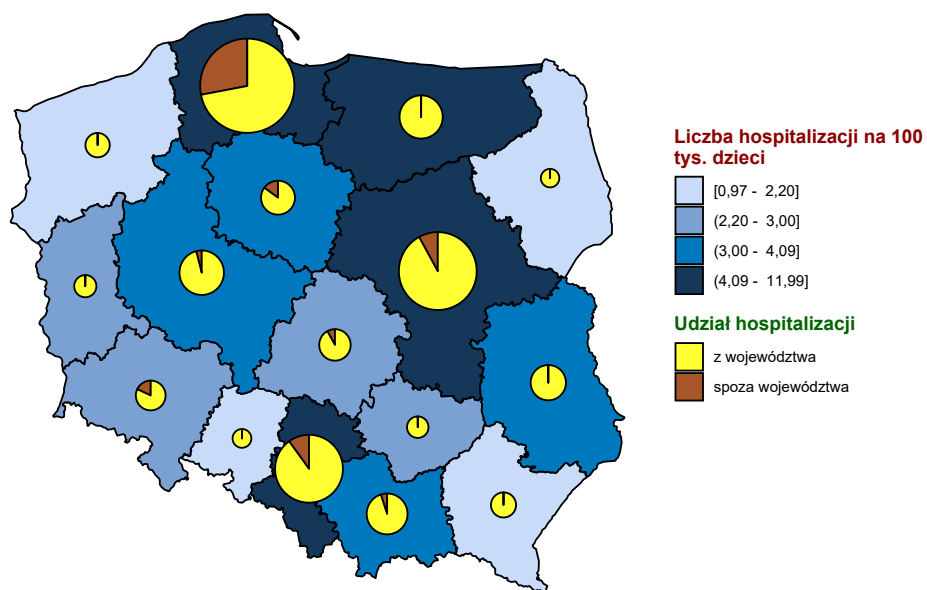 Liczba hospitalizacji na 100
tys. dzieci
[0,97 - 2,20]
(2,20 - 3,00]
(3,00 - 4,09]
(4,09 - 11,99]
Udział hospitalizacji
z województwa
spoza województwa